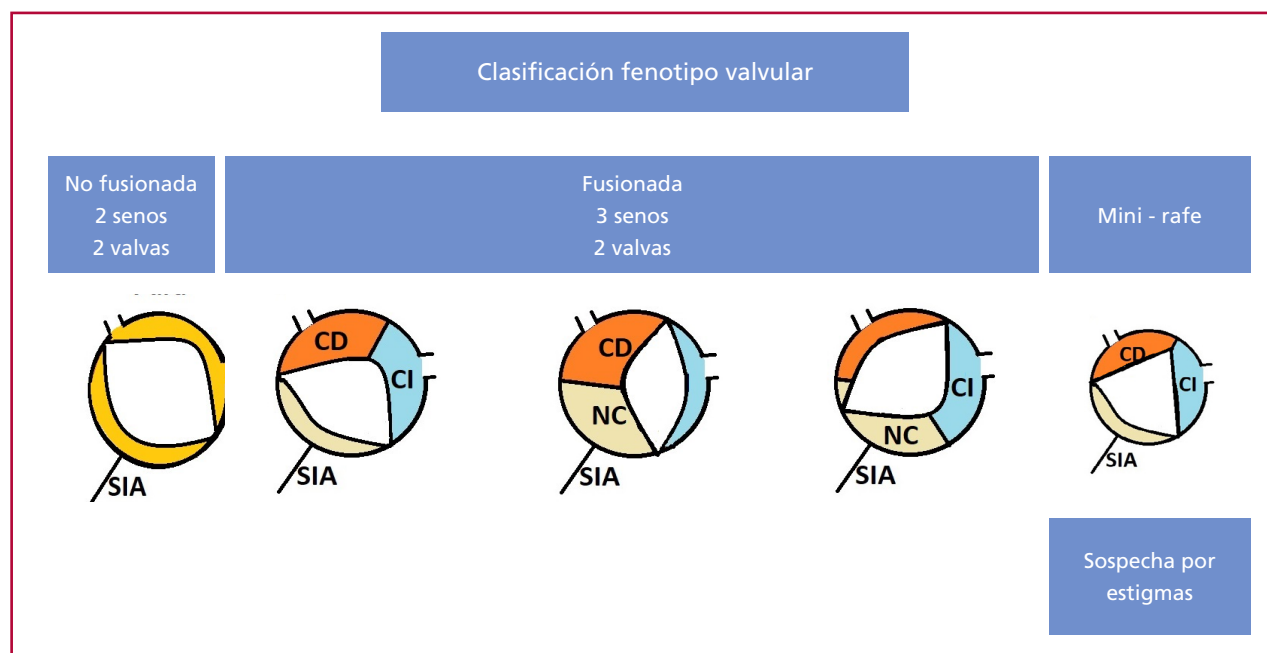 Clasificación fenotipo valvular
No fusionada
2 senos
2 valvas
Fusionada
3 senos
2 valvas
Mini - rafe
SIA
CD
CI
SIA
CD
NC
SIA
CI
NC
SIA
CD
CI
SIA
Sospecha por
estigmas